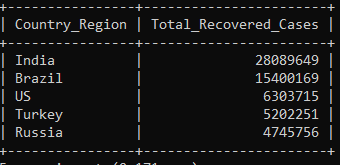 +----------------+-----------------------+
| Country_Region | Total_Recovered_Cases |
+----------------+-----------------------+
| India          |              28089649 |
| Brazil         |              15400169 |
| US             |               6303715 |
| Turkey         |               5202251 |
| Russia         |               4745756 |
+----------------+-----------------------+